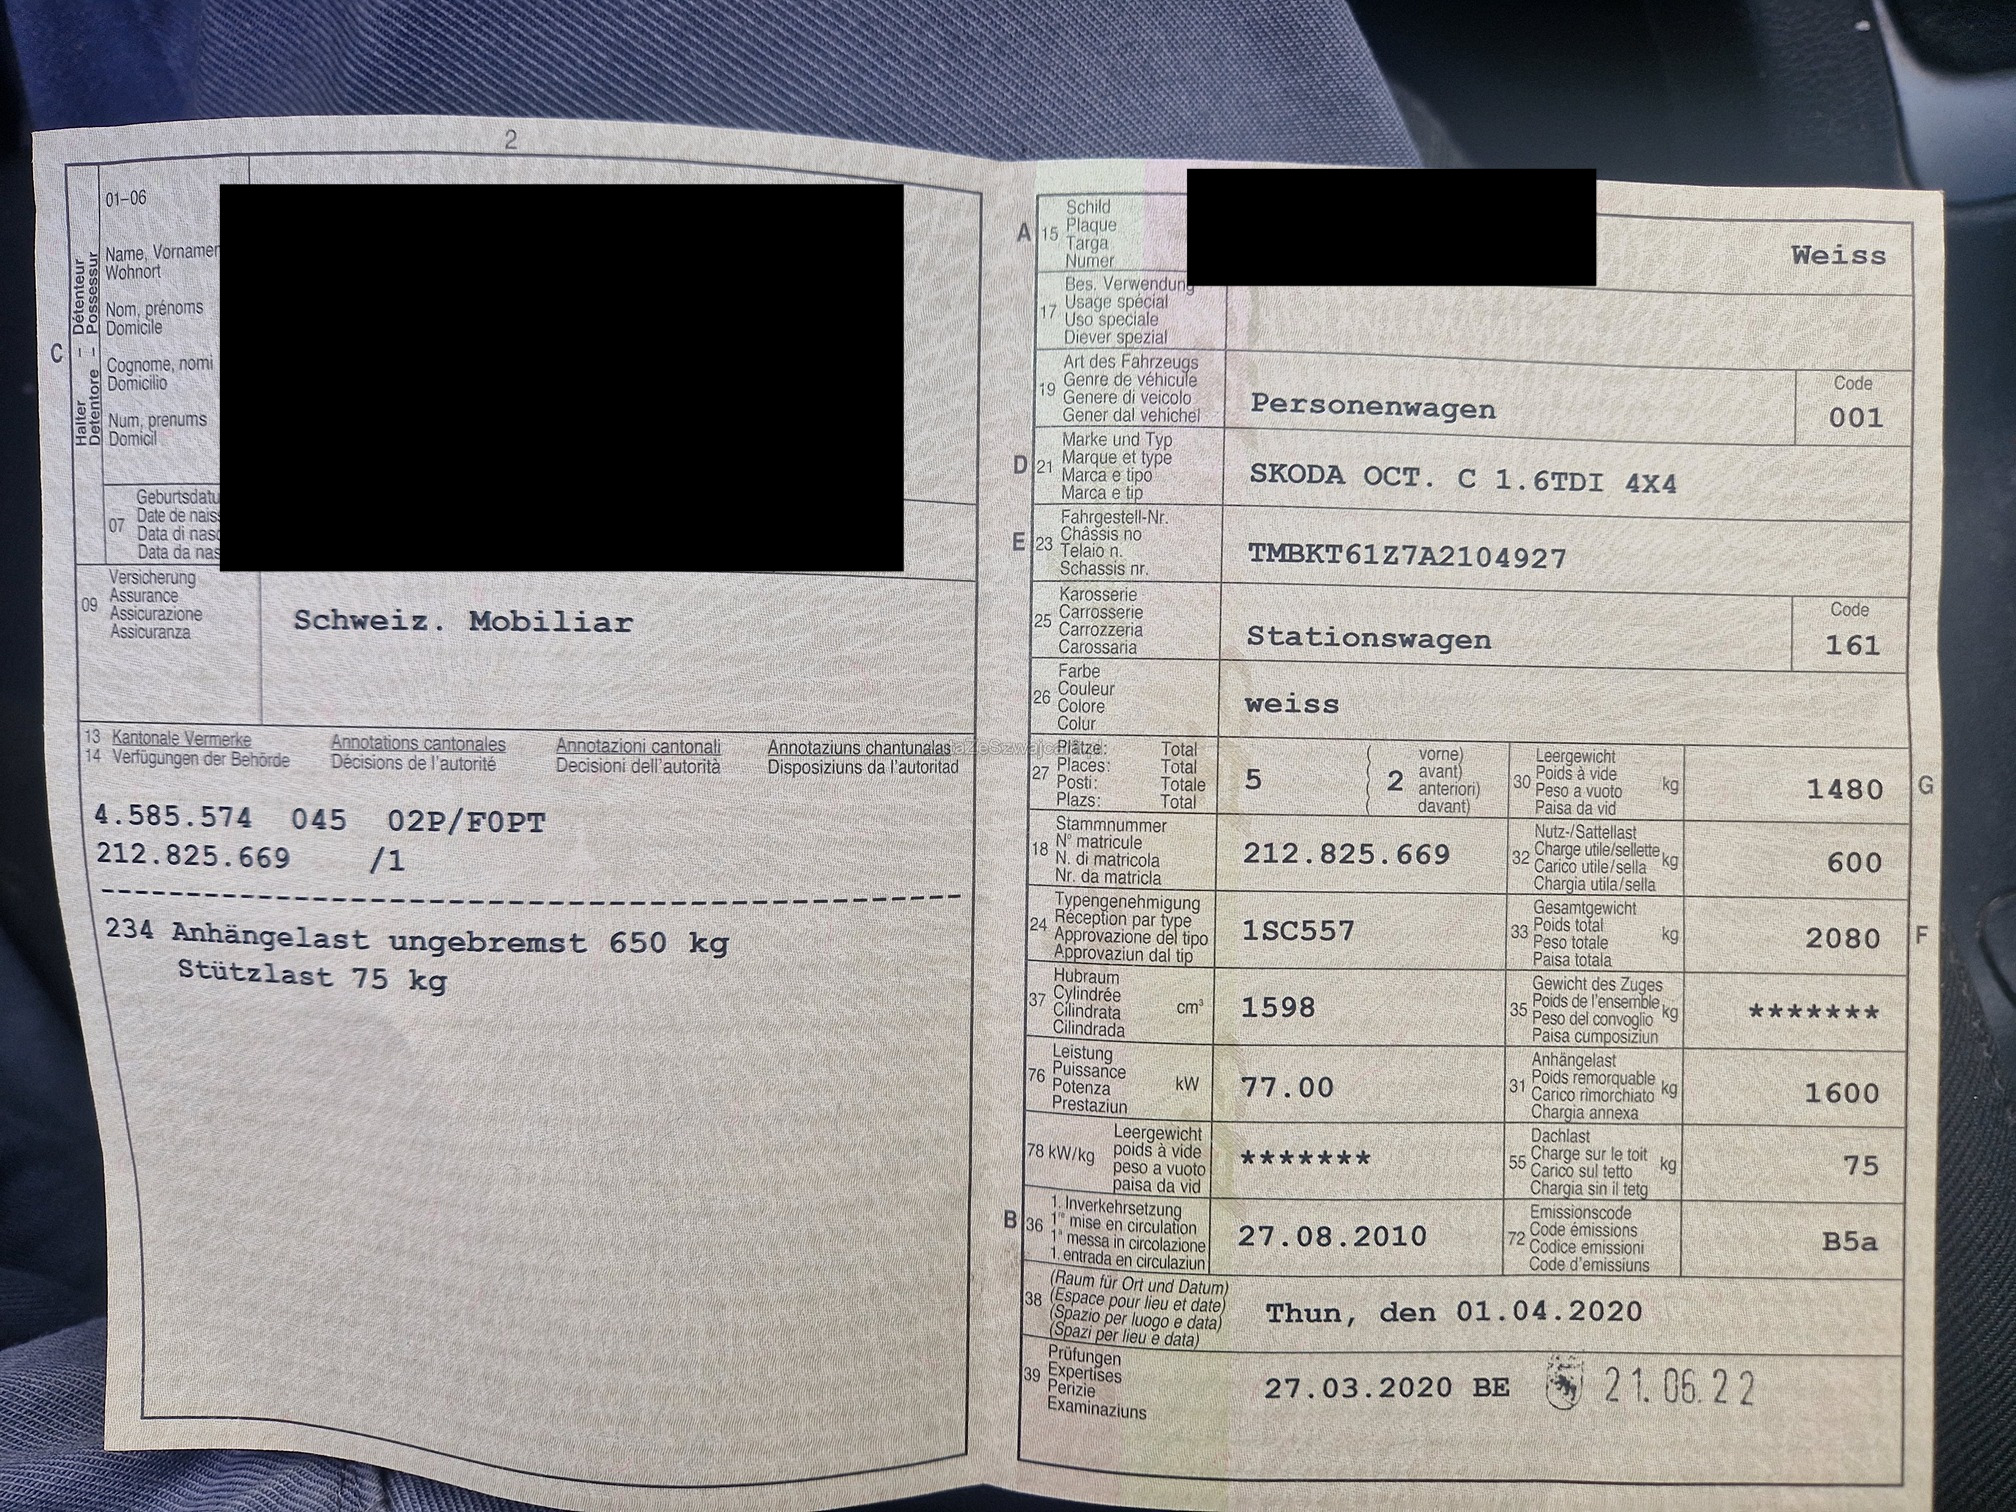 2
01–06
Name, Vornamen
Wohnort
Nom, prénoms
Domicile
Cognome, nomi
Domicilio
Num, prenums
Domicil
C
Halter – Détenteur
Detentore – Possessur
07
Geburtsdatu
Date de nais
Data di nasc
Data da nas
09
Versicherung
Assurance
Assicurazione
Assicuranza
Schweiz. Mobiliar
13 Kantonale Vermerke
14 Verfügungen der Behörde
Annotations cantonales
Décisions de l'autorité
Annotazioni cantonali
Decisioni dell'autorità
Annotaziuns chantunalas
Disposiziuns da l'autoritad
4.585.574 045 02P/F0PT
212.825.669 /1
234 Anhängelast ungebremst 650 kg
Stützlast 75 kg
A 15
Schild
Plaque
Targa
Numer
Weiss
17
Bes. Verwendung
Usage spécial
Uso speciale
Diever spezial
19
Art des Fahrzeugs
Genre de véhicule
Genere di veicolo
Gener dal vehichel
Personenwagen
Code
001
D 21
Marke und Typ
Marque et type
Marca e tipo
Marca e tip
SKODA OCT. C 1.6TDI 4X4
E 23
Fahrgestell-Nr.
Châssis no
Telaio n.
Schassis nr.
TMBKT61Z7A2104927
25
Karosserie
Carrosserie
Carrozzeria
Carossaria
Stationswagen
Code
161
26
Farbe
Couleur
Colore
Colur
weiss
27
Plätze: Total
Places: Total
Posti: Totale
Plazs: Total
5
( 2
vorne)
avant)
anteriori)
davant)
30
Leergewicht
Poids à vide
Peso a vuoto
Paisa da vid
kg
1480
G
18
Stammnummer
N° matricule
N. di matricola
Nr. da matricla
212.825.669
32
Nutz-/Sattellast
Charge utile/sellette
Carico utile/sella
Chargia utila/sella
kg
600
24
Typengenehmigung
Réception par type
Approvazione del tipo
Approvaziun dal tip
1SC557
33
Gesamtgewicht
Poids total
Peso totale
Paisa totala
kg
2080
F
37
Hubraum
Cylindrée
Cilindrata
Cilindrada
cm³
1598
35
Gewicht des Zuges
Poids de l'ensemble
Peso del convoglio
Paisa cumposiziun
kg
*******
76
Leistung
Puissance
Potenza
Prestaziun
kW
77.00
31
Anhängelast
Poids remorquable
Carico rimorchiato
Chargia annexa
kg
1600
78 kW/kg
Leergewicht
poids à vide
peso a vuoto
paisa da vid
*******
55
Dachlast
Charge sur le toit
Carico sul tetto
Chargia sin il tetg
kg
75
B 36
1. Inverkehrsetzung
1re mise en circulation
1a messa in circolazione
1. entrada en circulaziun
27.08.2010
72
Emissionscode
Code émissions
Codice emissioni
Code d'emissiuns
B5a
38
(Raum für Ort und Datum)
(Espace pour lieu et date)
(Spazio per luogo e data)
(Spazi per lieu e data)
Thun, den 01.04.2020
39
Prüfungen
Expertises
Perizie
Examinaziuns
27.03.2020 BE
21.06.22